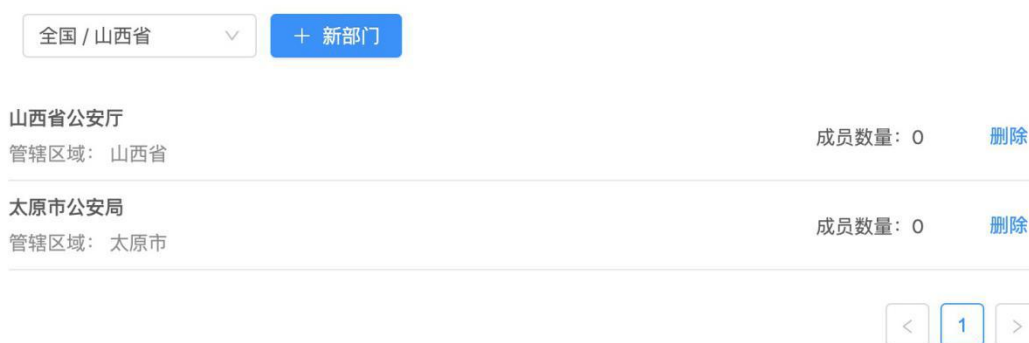 全国 / 山西省
+ 新部门
山西省公安厅
管辖区域： 山西省
成员数量：0
删除
太原市公安局
管辖区域： 太原市
成员数量：0
删除
< 1 >